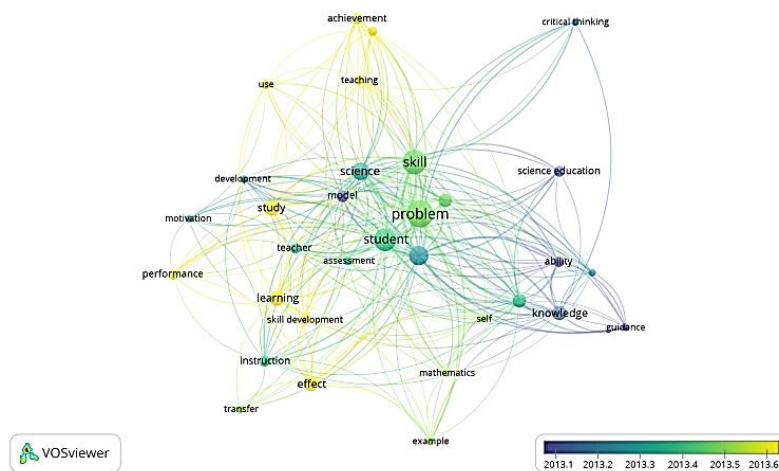 achievement
critical thinking
teaching
use
skill
science
science education
development
model
study
problem
motivation
student
teacher
assessment
ability
performance
learning
knowledge
skill development
self
guidance
instruction
mathematics
effect
transfer
example
VOSviewer
2013.1 2013.2 2013.3 2013.4 2013.5 2013.6